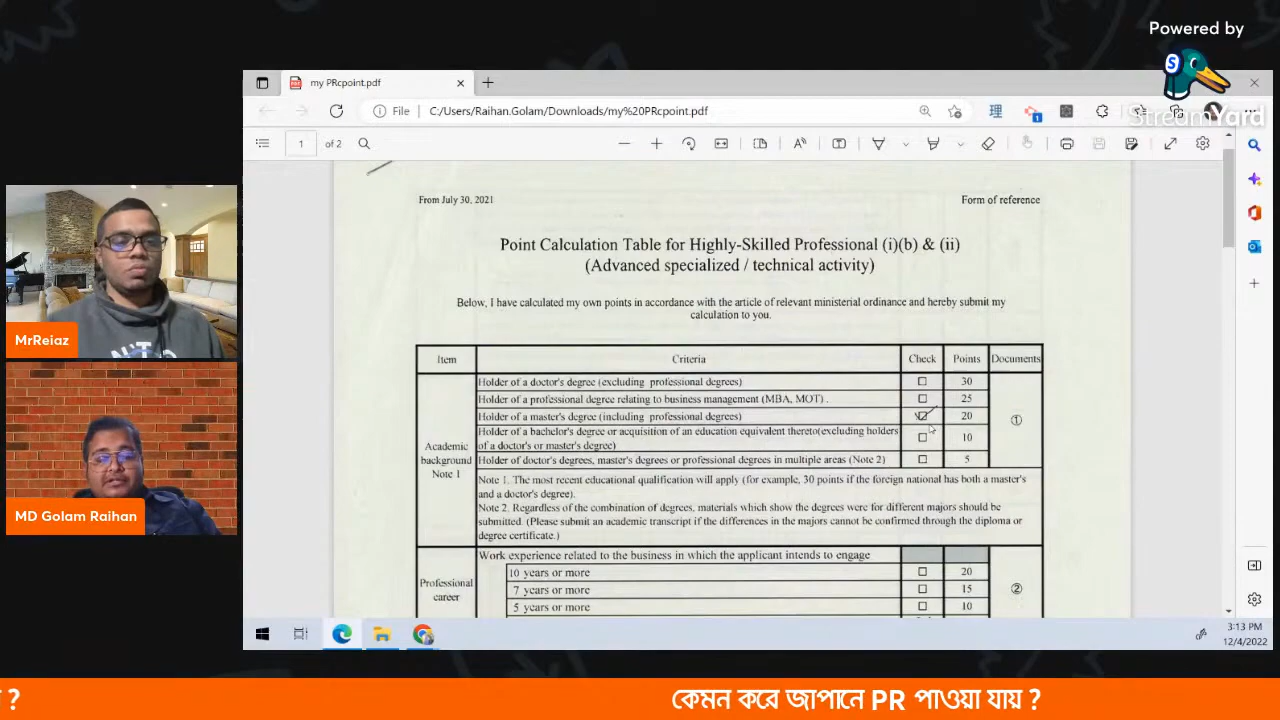 Powered by
StreamYard
my PRcpoint.pdf
File C:/Users/Raihan.Golam/Downloads/my%20PRcpoint.pdf
1 of 2
From July 30, 2021
Form of reference
Point Calculation Table for Highly-Skilled Professional (i)(b) & (ii)
(Advanced specialized / technical activity)
Below, I have calculated my own points in accordance with the article of relevant ministerial ordinance and hereby submit my
calculation to you.
Item Criteria Check Points Documents
Academic
background
Note 1
Holder of a doctor's degree (excluding professional degrees) 30
Holder of a professional degree relating to business management (MBA, MOT) . 25
Holder of a master's degree (including professional degrees) 20
Holder of a bachelor's degree or acquisition of an education equivalent thereto(excluding holders
of a doctor's or master's degree) 10
Holder of doctor's degrees, master's degrees or professional degrees in multiple areas (Note 2) 5
①
Note 1. The most recent educational qualification will apply (for example, 30 points if the foreign national has both a master's
and a doctor's degree).
Note 2. Regardless of the combination of degrees, materials which show the degrees were for different majors should be
submitted. (Please submit an academic transcript if the differences in the majors cannot be confirmed through the diploma or
degree certificate.)
Professional
career
Work experience related to the business in which the applicant intends to engage
10 years or more 20
7 years or more 15
5 years or more 10
②
MrReiaz
MD Golam Raihan
3:13 PM
12/4/2022
?
কেমন করে জাপানে PR পাওয়া যায় ?